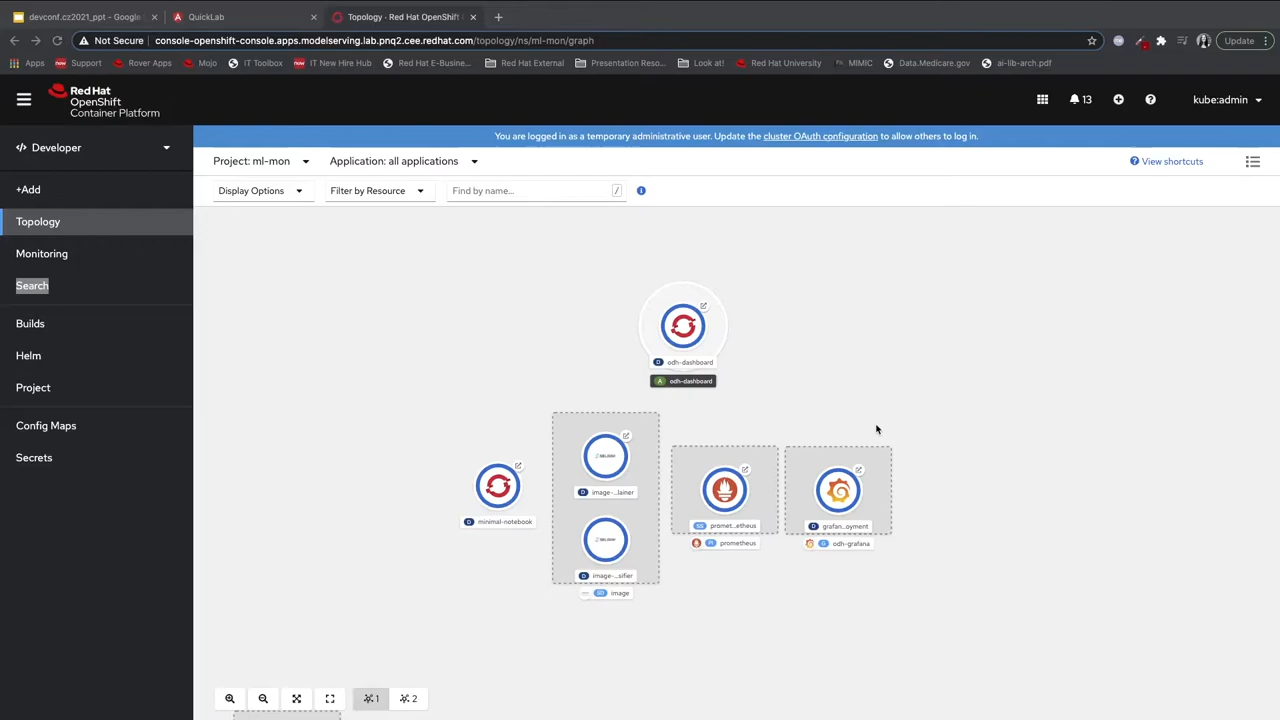 devconf.cz2021_ppt - Google
QuickLab
Topology · Red Hat OpenShift
Not Secure
console-openshift-console.apps.modelserving.lab.pnq2.cee.redhat.com/topology/ns/ml-mon/graph
Update
Apps
Support
Rover Apps
Mojo
IT Toolbox
IT New Hire Hub
Red Hat E-Busine...
Red Hat External
Presentation Reso...
Look at!
Red Hat University
MIMIC
Data.Medicare.gov
ai-lib-arch.pdf
Red Hat
OpenShift
Container Platform
13
kube:admin
You are logged in as a temporary administrative user. Update the cluster OAuth configuration to allow others to log in.
Developer
+Add
Topology
Monitoring
Search
Builds
Helm
Project
Config Maps
Secrets
Project: ml-mon
Application: all applications
View shortcuts
Display Options
Filter by Resource
Find by name...
/
D odh-dashboard
A odh-dashboard
D minimal-notebook
SELDON
D image-...lainer
SELDON
D image-...sifier
SD image
SS promet...etheus
P prometheus
D grafan...oyment
G odh-grafana
1
2